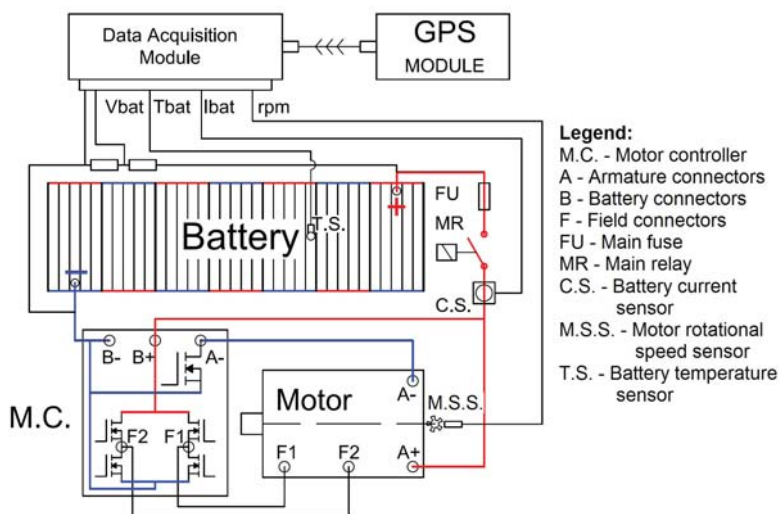 Data Acquisition
Module
GPS
MODULE
Vbat Tbat Ibat rpm
Battery
T.S.
FU
MR
C.S.
B- B+ A-
M.C.
F2 F1
Motor
A-
M.S.S.
F1 F2 A+
Legend:
M.C. - Motor controller
A - Armature connectors
B - Battery connectors
F - Field connectors
FU - Main fuse
MR - Main relay
C.S. - Battery current
sensor
M.S.S. - Motor rotational
speed sensor
T.S. - Battery temperature
sensor